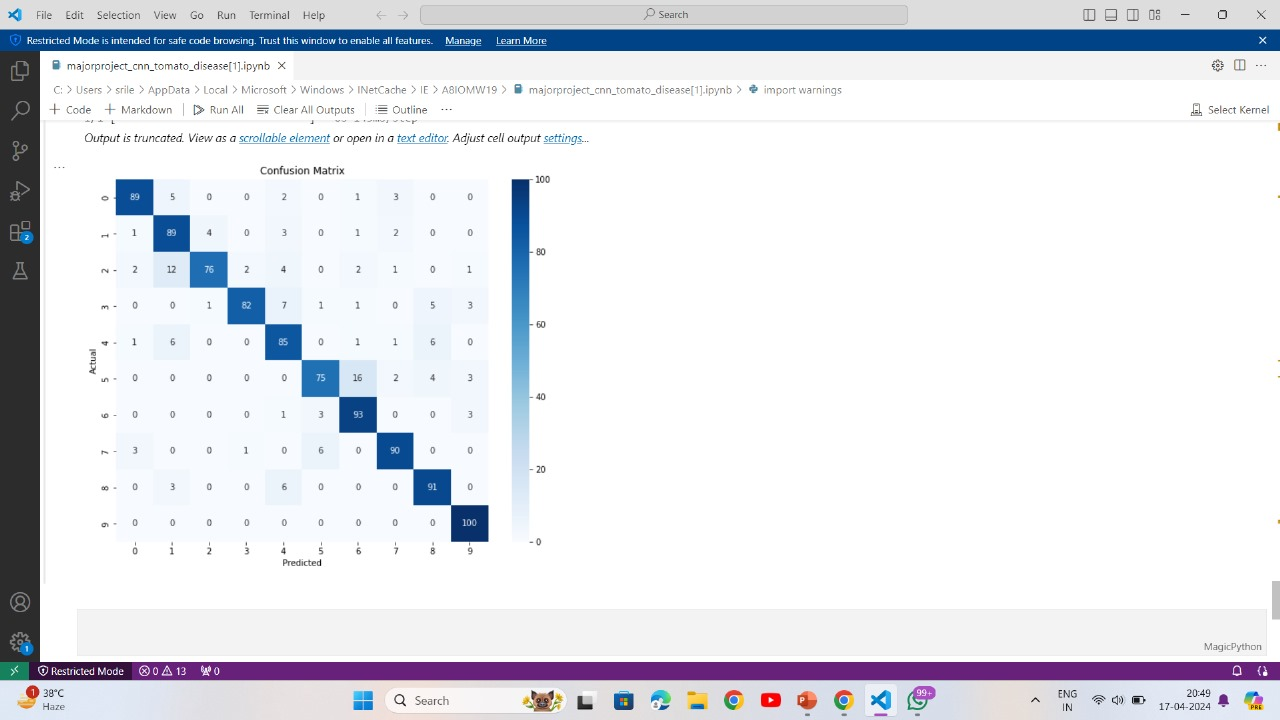 File Edit Selection View Go Run Terminal Help Search
Restricted Mode is intended for safe code browsing. Trust this window to enable all features. Manage Learn More
majorproject_cnn_tomato_disease[1].ipynb
C: > Users > srile > AppData > Local > Microsoft > Windows > INetCache > IE > A8IOMW19 > majorproject_cnn_tomato_disease[1].ipynb > import warnings
+ Code + Markdown Run All Clear All Outputs Outline ... Select Kernel
Output is truncated. View as a scrollable element or open in a text editor. Adjust cell output settings...
Confusion Matrix
0 89 5 0 0 2 0 1 3 0 0
1 1 89 4 0 3 0 1 2 0 0
2 2 12 76 2 4 0 2 1 0 1
3 0 0 1 82 7 1 1 0 5 3
4 1 6 0 0 85 0 1 1 6 0
5 0 0 0 0 0 75 16 2 4 3
6 0 0 0 0 1 3 93 0 0 3
7 3 0 0 1 0 6 0 90 0 0
8 0 3 0 0 6 0 0 0 91 0
9 0 0 0 0 0 0 0 0 0 100
0 1 2 3 4 5 6 7 8 9
Predicted
Actual
100
80
60
40
20
0
2
1
MagicPython
Restricted Mode 0 13 0
1 38°C
Haze
Search
99+
ENG
IN
20:49
17-04-2024
PRE